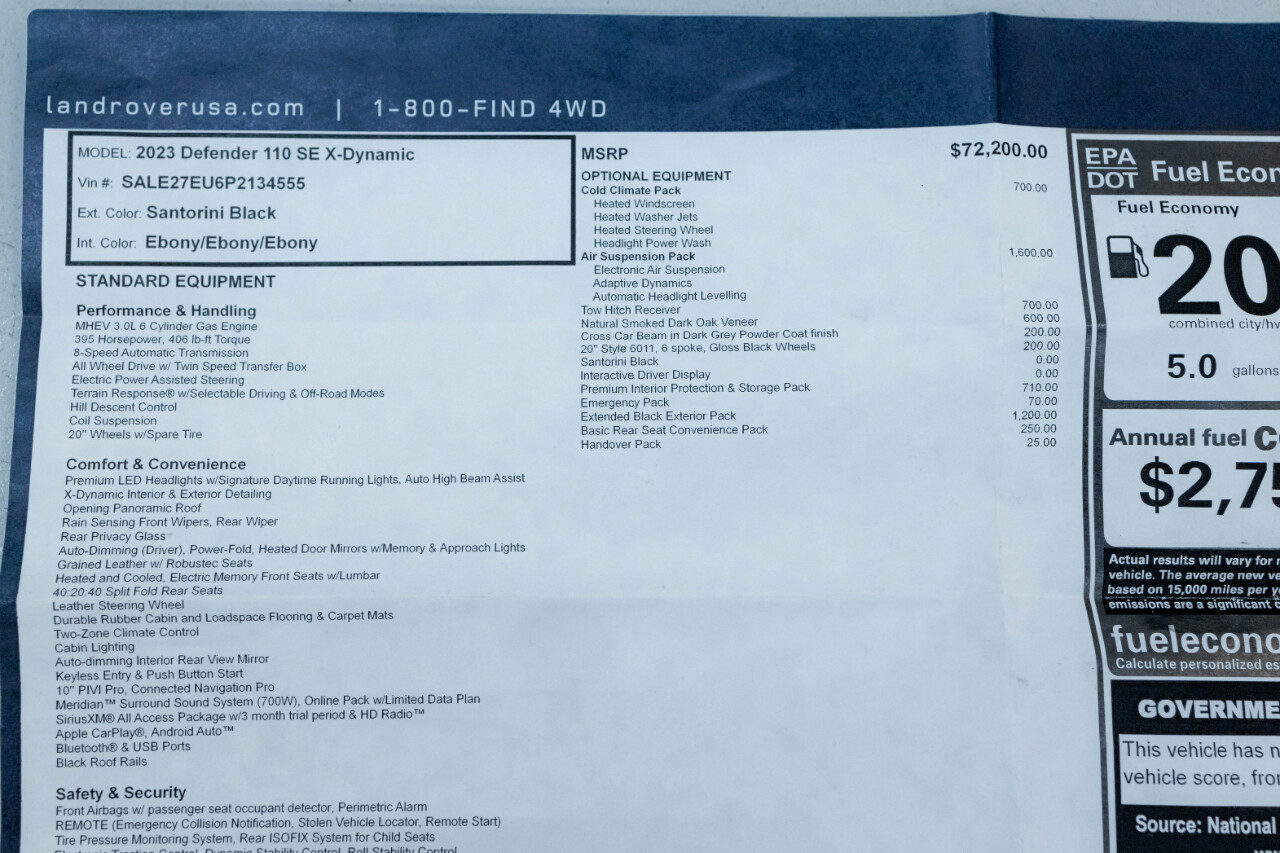 landroverusa.com | 1-800-FIND 4WD
MODEL: 2023 Defender 110 SE X-Dynamic
Vin #: SALE27EU6P2134555
Ext. Color: Santorini Black
Int. Color: Ebony/Ebony/Ebony
STANDARD EQUIPMENT
Performance & Handling
MHEV 3.0L 6 Cylinder Gas Engine
395 Horsepower, 406 lb-ft Torque
8-Speed Automatic Transmission
All Wheel Drive w/ Twin Speed Transfer Box
Electric Power Assisted Steering
Terrain Response® w/Selectable Driving & Off-Road Modes
Hill Descent Control
Coil Suspension
20" Wheels w/Spare Tire
Comfort & Convenience
Premium LED Headlights w/Signature Daytime Running Lights, Auto High Beam Assist
X-Dynamic Interior & Exterior Detailing
Opening Panoramic Roof
Rain Sensing Front Wipers, Rear Wiper
Rear Privacy Glass
Auto-Dimming (Driver), Power-Fold, Heated Door Mirrors w/Memory & Approach Lights
Grained Leather w/ Robustec Seats
Heated and Cooled, Electric Memory Front Seats w/Lumbar
40:20:40 Split Fold Rear Seats
Leather Steering Wheel
Durable Rubber Cabin and Loadspace Flooring & Carpet Mats
Two-Zone Climate Control
Cabin Lighting
Auto-dimming Interior Rear View Mirror
Keyless Entry & Push Button Start
10" PIVI Pro, Connected Navigation Pro
Meridian™ Surround Sound System (700W), Online Pack w/Limited Data Plan
SiriusXM® All Access Package w/3 month trial period & HD Radio™
Apple CarPlay®, Android Auto™
Bluetooth® & USB Ports
Black Roof Rails
Safety & Security
Front Airbags w/ passenger seat occupant detector, Perimetric Alarm
REMOTE (Emergency Collision Notification, Stolen Vehicle Locator, Remote Start)
Tire Pressure Monitoring System, Rear ISOFIX System for Child Seats
Electronic Traction Control, Dynamic Stability Control, Roll Stability Control
MSRP $72,200.00
OPTIONAL EQUIPMENT
Cold Climate Pack 700.00
Heated Windscreen
Heated Washer Jets
Heated Steering Wheel
Headlight Power Wash
Air Suspension Pack 1,600.00
Electronic Air Suspension
Adaptive Dynamics
Automatic Headlight Levelling
Tow Hitch Receiver 700.00
Natural Smoked Dark Oak Veneer 600.00
Cross Car Beam in Dark Grey Powder Coat finish 200.00
20" Style 6011, 6 spoke, Gloss Black Wheels 200.00
Santorini Black 0.00
Interactive Driver Display 0.00
Premium Interior Protection & Storage Pack 710.00
Emergency Pack 70.00
Extended Black Exterior Pack 1,200.00
Basic Rear Seat Convenience Pack 250.00
Handover Pack 25.00
EPA
DOT Fuel Econ
Fuel Economy
20
combined city/hw
5.0 gallons
Annual fuel co
$2,75
Actual results will vary for
vehicle. The average new ve
based on 15,000 miles per ye
emissions are a significant c
fuelecono
Calculate personalized es
GOVERNME
This vehicle has n
vehicle score, fro
Source: National